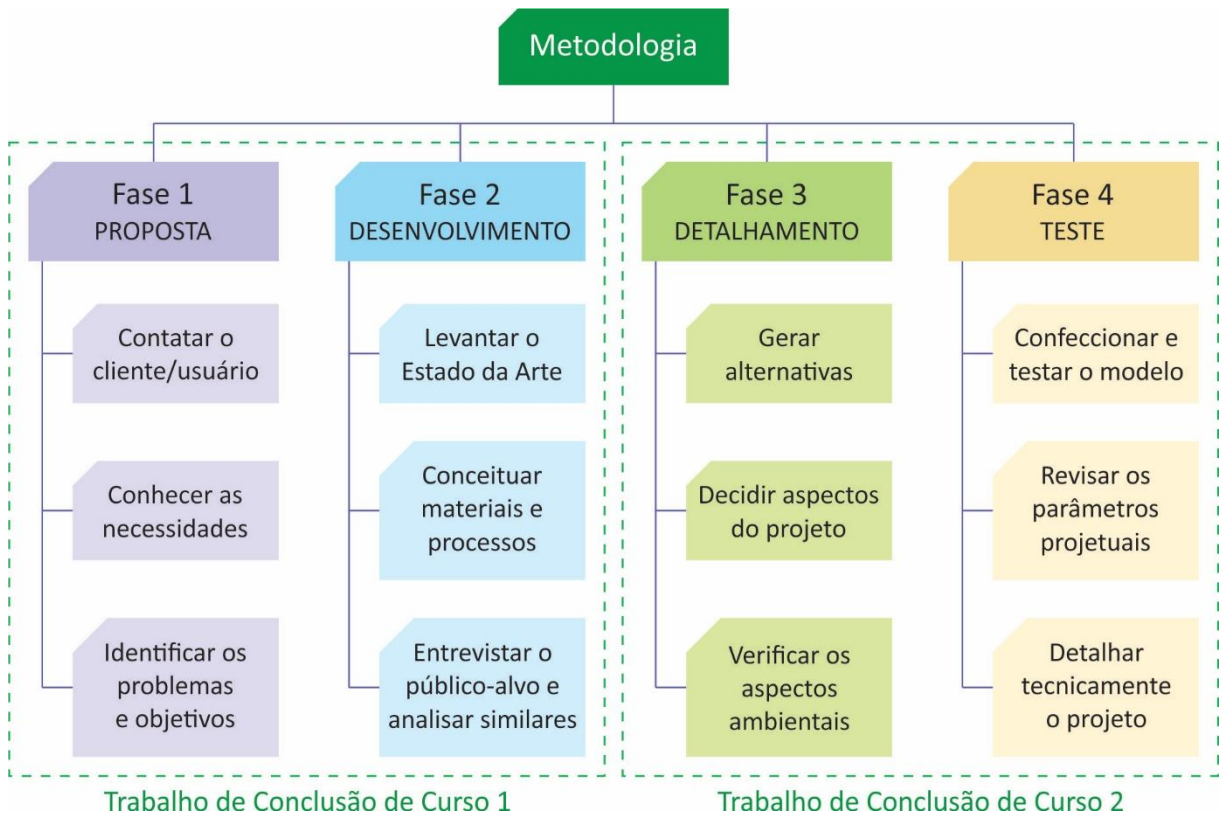 Metodologia
Fase 1
PROPOSTA
Contatar o
cliente/usuário
Conhecer as
necessidades
Identificar os
problemas
e objetivos
Fase 2
DESENVOLVIMENTO
Levantar o
Estado da Arte
Conceituar
materiais e
processos
Entrevistar o
público-alvo e
analisar similares
Trabalho de Conclusão de Curso 1
Fase 3
DETALHAMENTO
Gerar
alternativas
Decidir aspectos
do projeto
Verificar os
aspectos
ambientais
Fase 4
TESTE
Confeccionar e
testar o modelo
Revisar os
parâmetros
projetuais
Detalhar
tecnicamente
o projeto
Trabalho de Conclusão de Curso 2